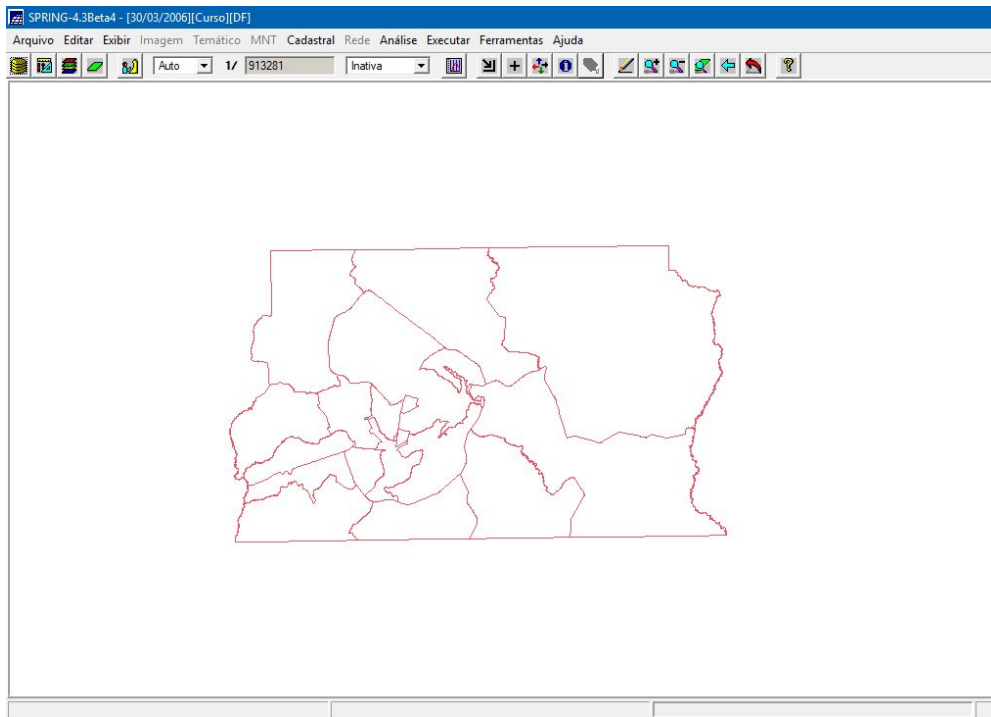 SPRING-4.3Beta4 - [30/03/2006][Curso][DF]
Arquivo Editar Exibir Imagem Temático MNT Cadastral Rede Análise Executar Ferramentas Ajuda
Auto 1/ 913281 Inativa